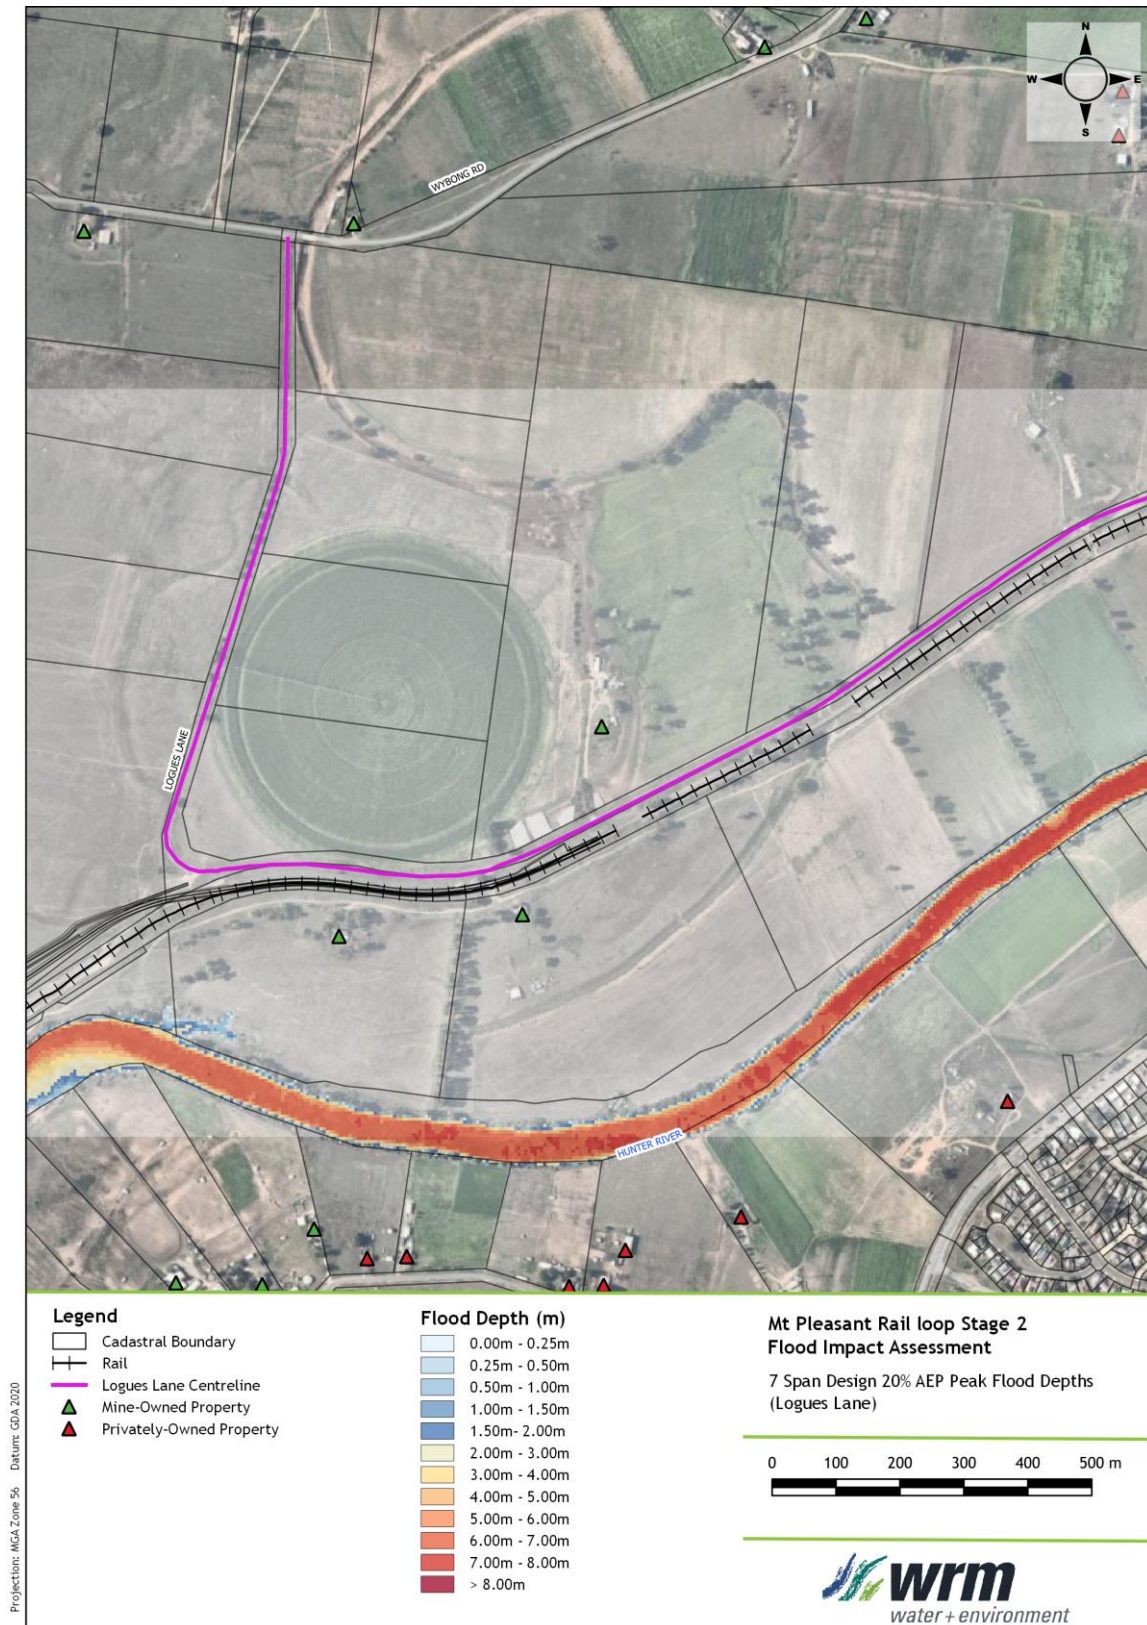 N
W
E
S
WYBONG RD
LOGUES LANE
HUNTER RIVER
Legend
Cadastral Boundary
Rail
Logues Lane Centreline
Mine-Owned Property
Privately-Owned Property
Flood Depth (m)
0.00m - 0.25m
0.25m - 0.50m
0.50m - 1.00m
1.00m - 1.50m
1.50m- 2.00m
2.00m - 3.00m
3.00m - 4.00m
4.00m - 5.00m
5.00m - 6.00m
6.00m - 7.00m
7.00m - 8.00m
> 8.00m
Mt Pleasant Rail loop Stage 2
Flood Impact Assessment
7 Span Design 20% AEP Peak Flood Depths
(Logues Lane)
0 100 200 300 400 500 m
wrm
water + environment
Projection: MGA Zone 56 Datum: GDA 2020